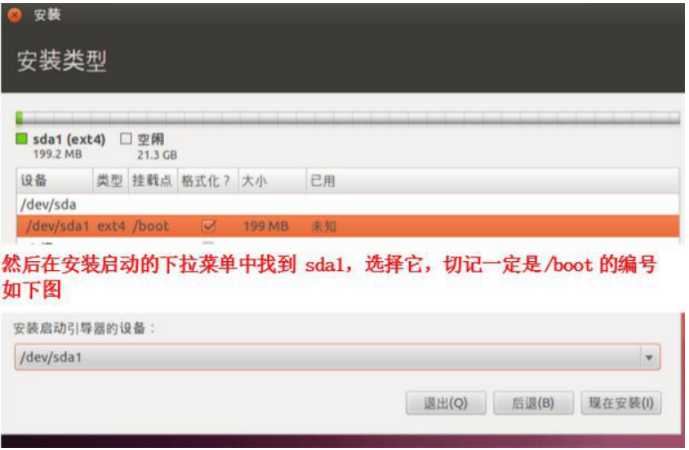 安装
安装类型
sda1 (ext4) 空闲
199.2 MB 21.3 GB
设备 类型 挂载点 格式化？ 大小 已用
/dev/sda
/dev/sda1 ext4 /boot 199 MB 未知
然后在安装启动的下拉菜单中找到 sda1，选择它，切记一定是/boot 的编号
如下图
安装启动引导器的设备：
/dev/sda1
退出(Q) 后退(B) 现在安装(I)